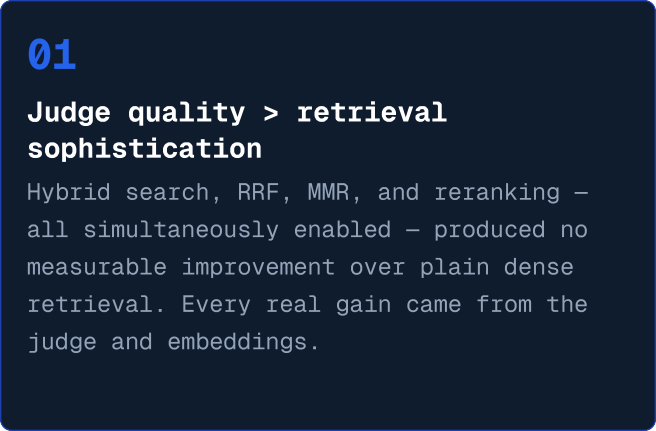 01
Judge quality > retrieval
sophistication
Hybrid search, RRF, MMR, and reranking —
all simultaneously enabled — produced no
measurable improvement over plain dense
retrieval. Every real gain came from the
judge and embeddings.